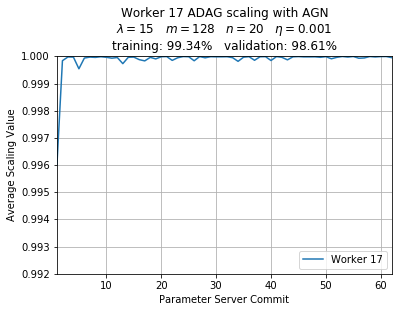 Worker 17 ADAG scaling with AGN
λ = 15 m = 128 n = 20 η = 0.001
training: 99.34% validation: 98.61%
1.000
0.999
0.998
0.997
0.996
0.995
0.994
0.993
0.992
Average Scaling Value
Worker 17
10 20 30 40 50 60
Parameter Server Commit